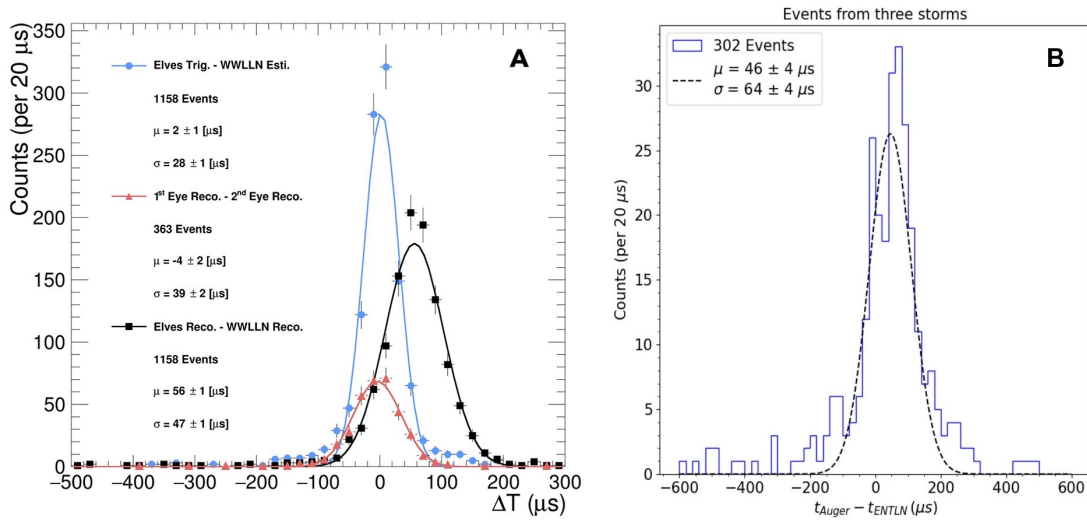 A
Elves Trig. - WWLLN Esti.
1158 Events
μ = 2 ± 1 [μs]
σ = 28 ± 1 [μs]
1st Eye Reco. - 2nd Eye Reco.
363 Events
μ = -4 ± 2 [μs]
σ = 39 ± 2 [μs]
Elves Reco. - WWLLN Reco.
1158 Events
μ = 56 ± 1 [μs]
σ = 47 ± 1 [μs]
Counts (per 20 μs)
350
300
250
200
150
100
50
0
−500 −400 −300 −200 −100 0 100 200 300
ΔT (μs)
Events from three storms
B
302 Events
μ = 46 ± 4 μs
σ = 64 ± 4 μs
Counts (per 20 μs)
30
25
20
15
10
5
0
−600 −400 −200 0 200 400 600
tAuger − tENTLN (μs)